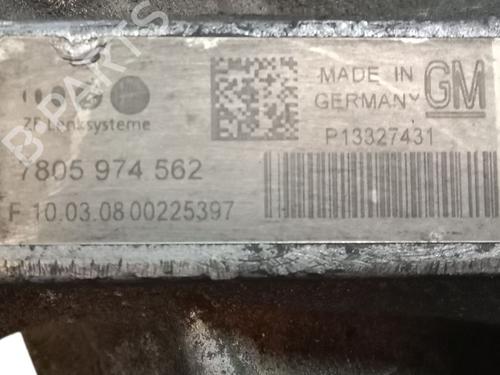 B-PARTS
ZF Lenksysteme
MADE IN
GERMANY
GM
P13327431
7805 974 562
F 10.03.08 00225397